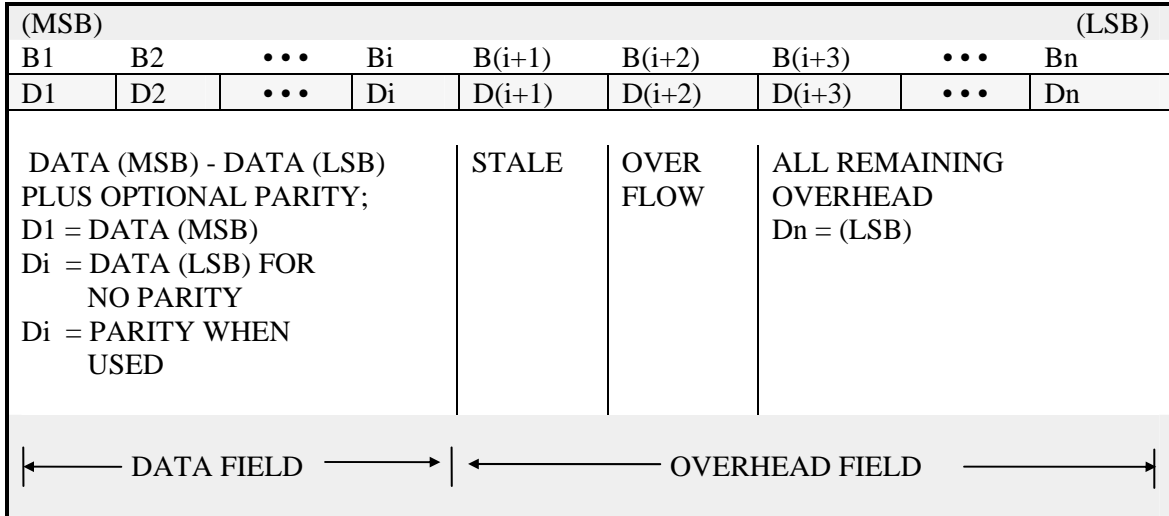 (MSB) (LSB)
B1 B2 • • • Bi B(i+1) B(i+2) B(i+3) • • • Bn
D1 D2 • • • Di D(i+1) D(i+2) D(i+3) • • • Dn
DATA (MSB) - DATA (LSB)
PLUS OPTIONAL PARITY;
D1 = DATA (MSB)
Di = DATA (LSB) FOR
NO PARITY
Di = PARITY WHEN
USED
STALE
OVER
FLOW
ALL REMAINING
OVERHEAD
Dn = (LSB)
DATA FIELD
OVERHEAD FIELD